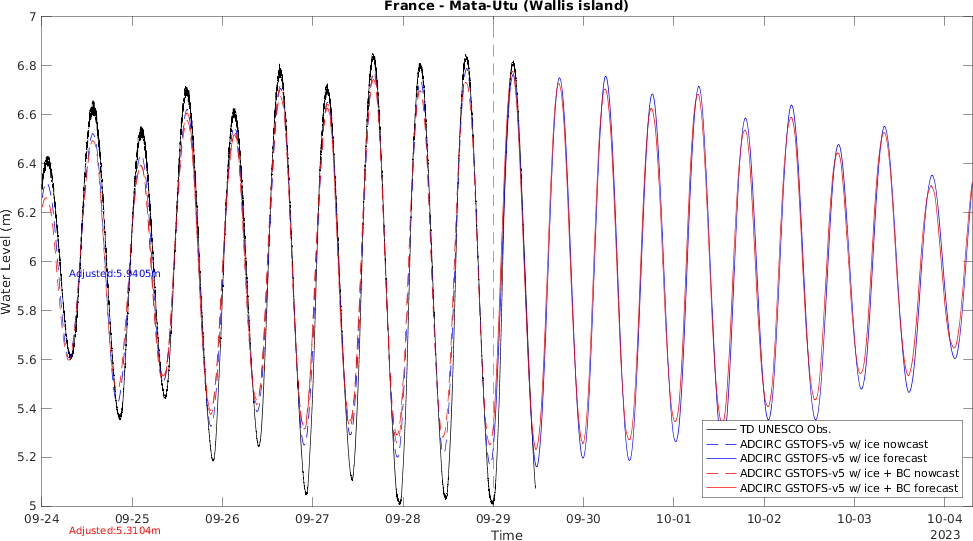 France - Mata-Utu (Wallis island)
7
6.8
6.6
6.4
6.2
6
5.8
5.6
5.4
5.2
5
Water Level (m)
Adjusted:5.9405m
TD UNESCO Obs.
ADCIRC GSTOFS-v5 w/ ice nowcast
ADCIRC GSTOFS-v5 w/ ice forecast
ADCIRC GSTOFS-v5 w/ ice + BC nowcast
ADCIRC GSTOFS-v5 w/ ice + BC forecast
09-24 09-25 09-26 09-27 09-28 09-29 09-30 10-01 10-02 10-03 10-04
Adjusted:5.3104m
Time
2023